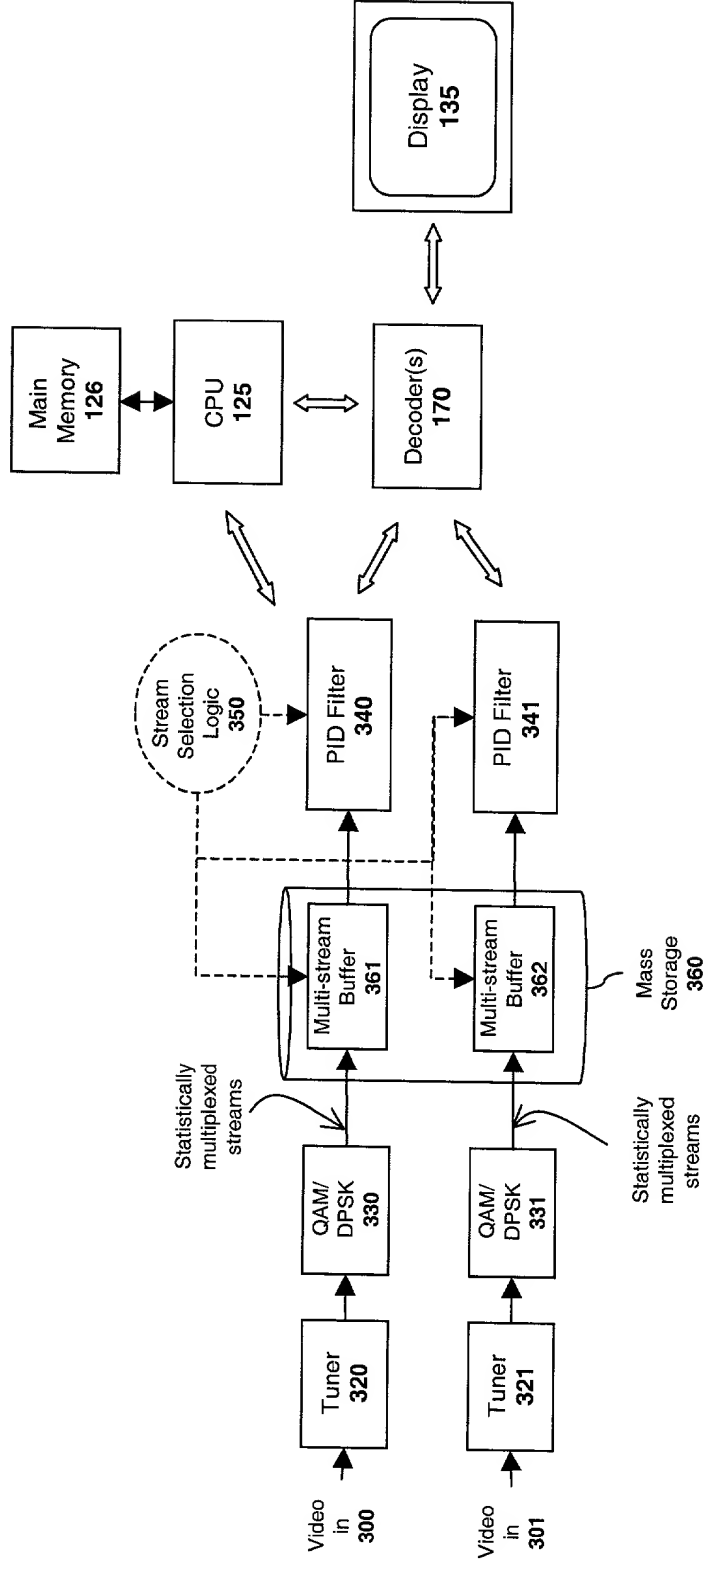 Main
Memory
126
CPU
125
Decoder(s)
170
Display
135
Stream
Selection
Logic
350
PID Filter
340
PID Filter
341
Multi-stream
Buffer
361
Multi-stream
Buffer
362
Mass
Storage
360
Statistically
multiplexed
streams
Statistically
multiplexed
streams
QAM/
DPSK
330
QAM/
DPSK
331
Tuner
320
Tuner
321
Video
in
300
Video
in
301